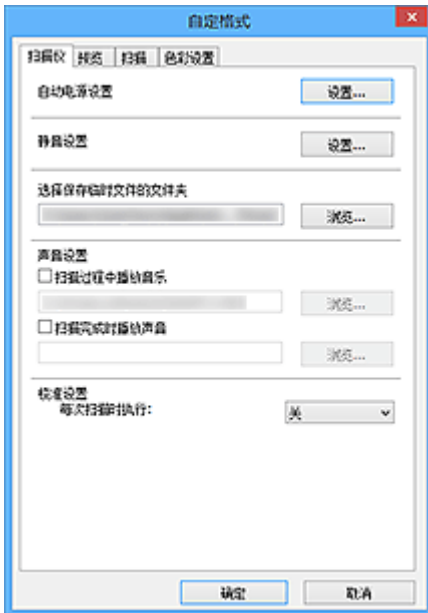 自定格式
扫描仪 预览 扫描 色彩设置
自动电源设置 设置...
静音设置 设置...
选择保存临时文件的文件夹
浏览...
声音设置
扫描过程中播放音乐
浏览...
扫描完成时播放声音
浏览...
校准设置
每次扫描时执行: 关
确定 取消